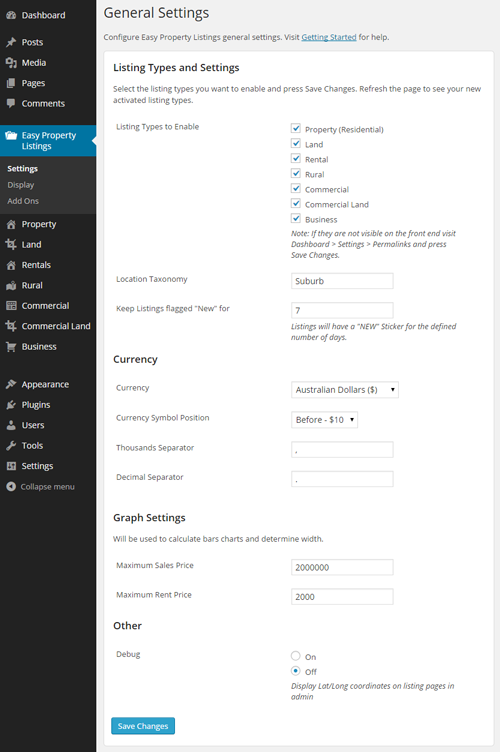 Dashboard
Posts
Media
Pages
Comments
Easy Property
Listings
Settings
Display
Add Ons
Property
Land
Rentals
Rural
Commercial
Commercial Land
Business
Appearance
Plugins
Users
Tools
Settings
Collapse menu
General Settings
Configure Easy Property Listings general settings. Visit Getting Started for help.
Listing Types and Settings
Select the listing types you want to enable and press Save Changes. Refresh the page to see your new
activated listing types.
Listing Types to Enable
Property (Residential)
Land
Rental
Rural
Commercial
Commercial Land
Business
Note: If they are not visible on the front end visit
Dashboard > Settings > Permalinks and press
Save Changes.
Location Taxonomy
Suburb
Keep Listings flagged "New" for
7
Listings will have a "NEW" Sticker for the defined
number of days.
Currency
Currency
Australian Dollars ($)
Currency Symbol Position
Before - $10
Thousands Separator
,
Decimal Separator
.
Graph Settings
Will be used to calculate bars charts and determine width.
Maximum Sales Price
2000000
Maximum Rent Price
2000
Other
Debug
On
Off
Display Lat/Long coordinates on listing pages in
admin
Save Changes